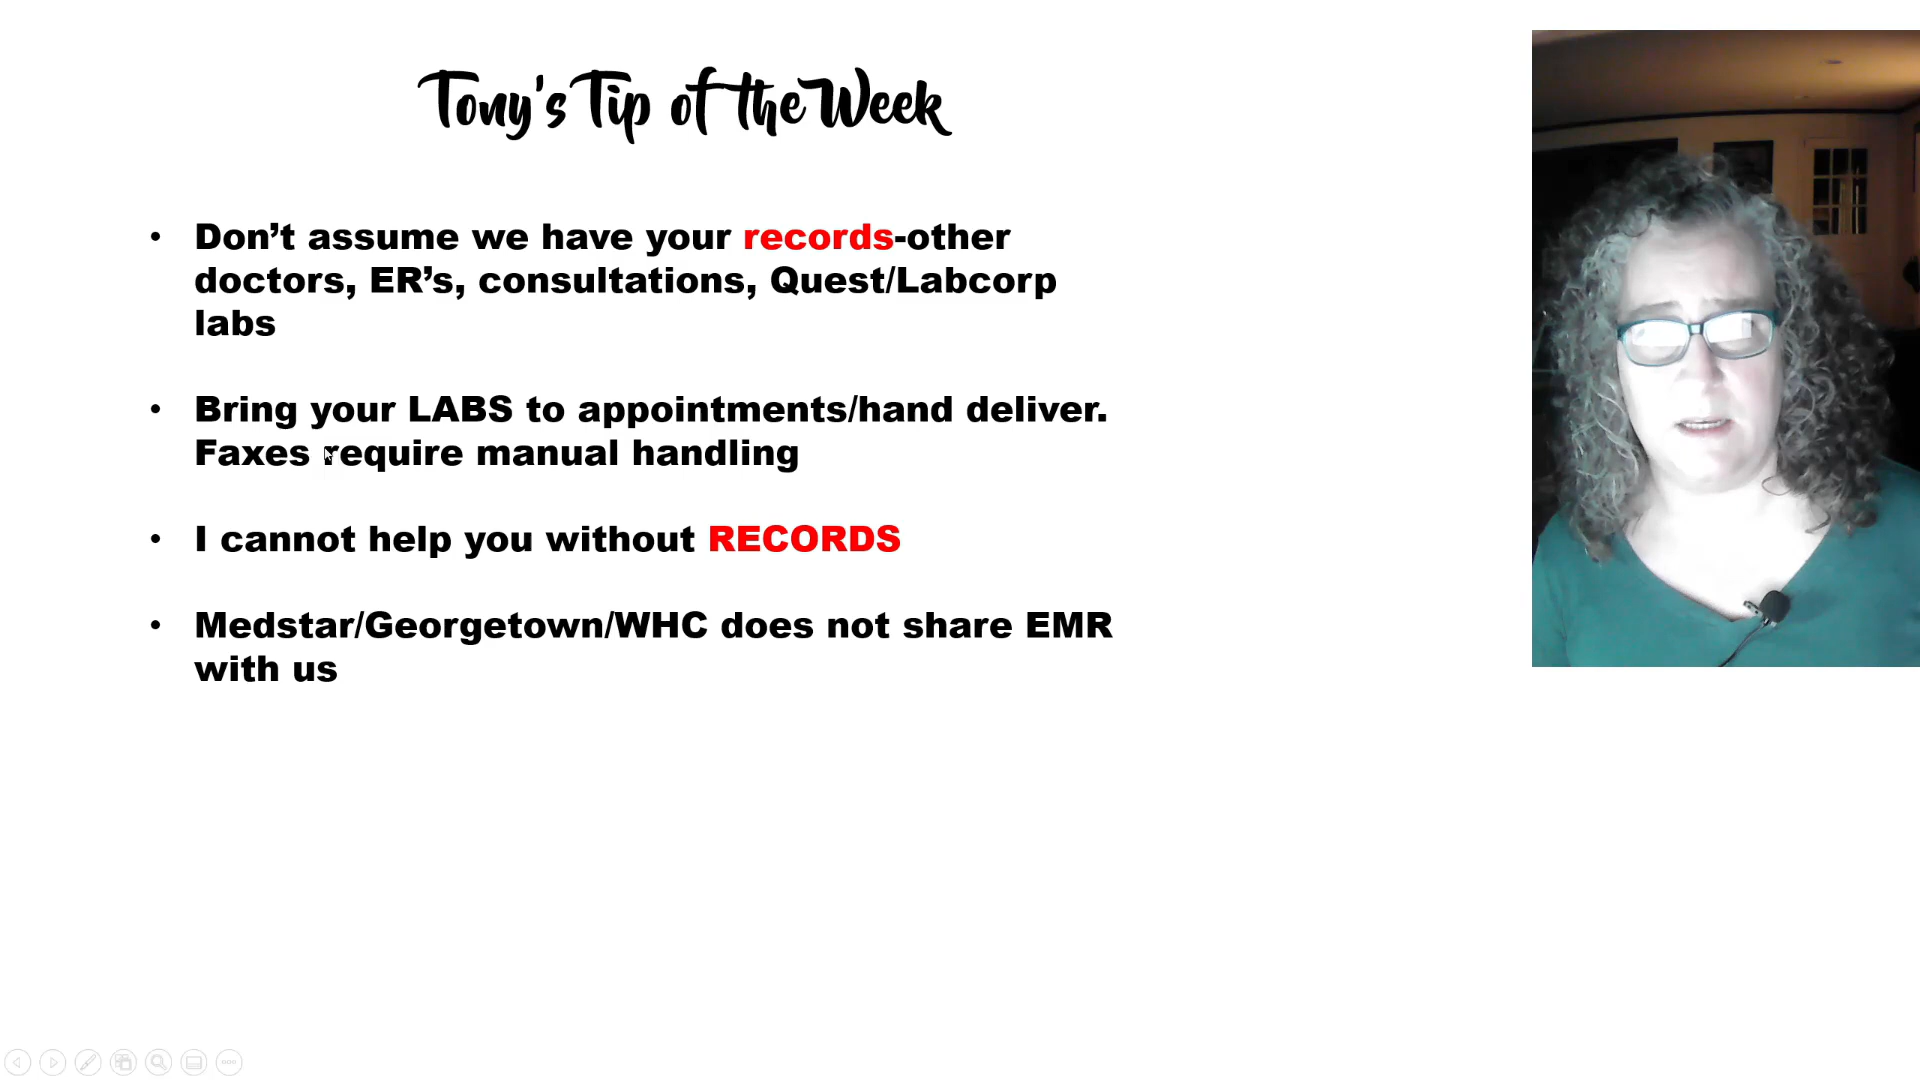 Tony's Tip of the Week
• Don’t assume we have your records-other
doctors, ER’s, consultations, Quest/Labcorp
labs
• Bring your LABS to appointments/hand deliver.
Faxes require manual handling
• I cannot help you without RECORDS
• Medstar/Georgetown/WHC does not share EMR
with us